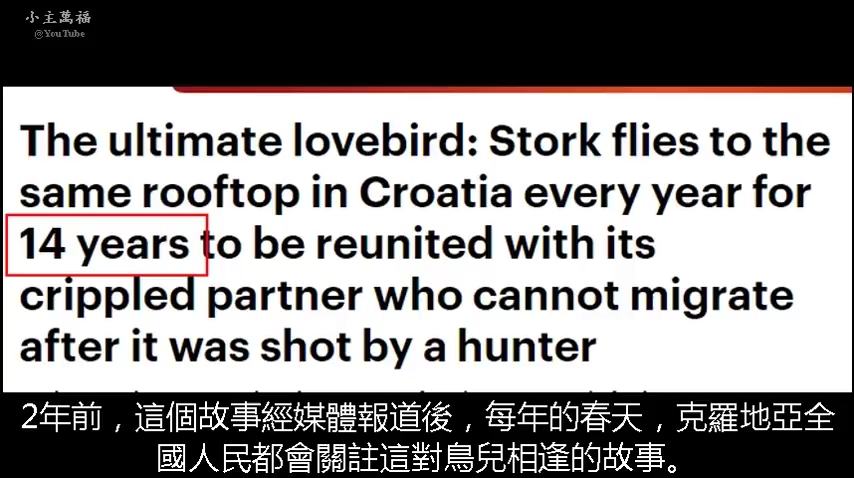 小主萬福
@YouTube
The ultimate lovebird: Stork flies to the
same rooftop in Croatia every year for
14 years to be reunited with its
crippled partner who cannot migrate
after it was shot by a hunter
2年前，這個故事經媒體報道後，每年的春天，克羅地亞全
國人民都會關註這對鳥兒相逢的故事。